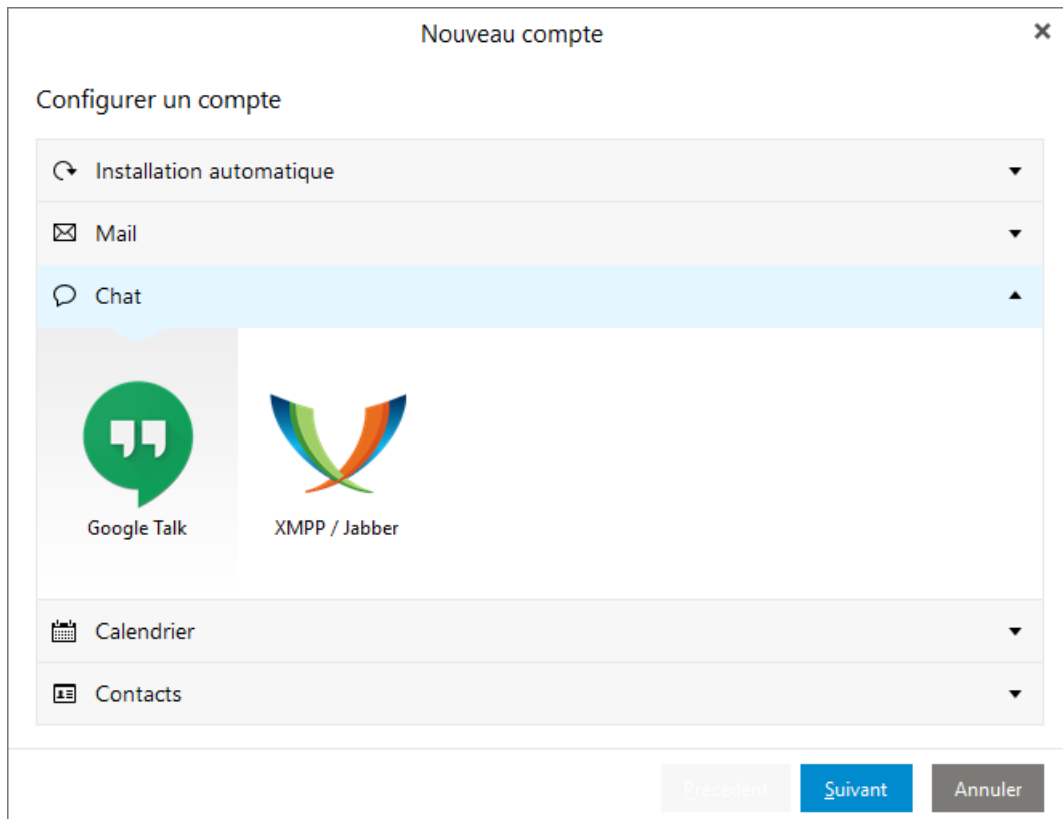 Nouveau compte
Configurer un compte
Installation automatique
Mail
Chat
Google Talk
XMPP / Jabber
Calendrier
Contacts
Précédent
Suivant
Annuler